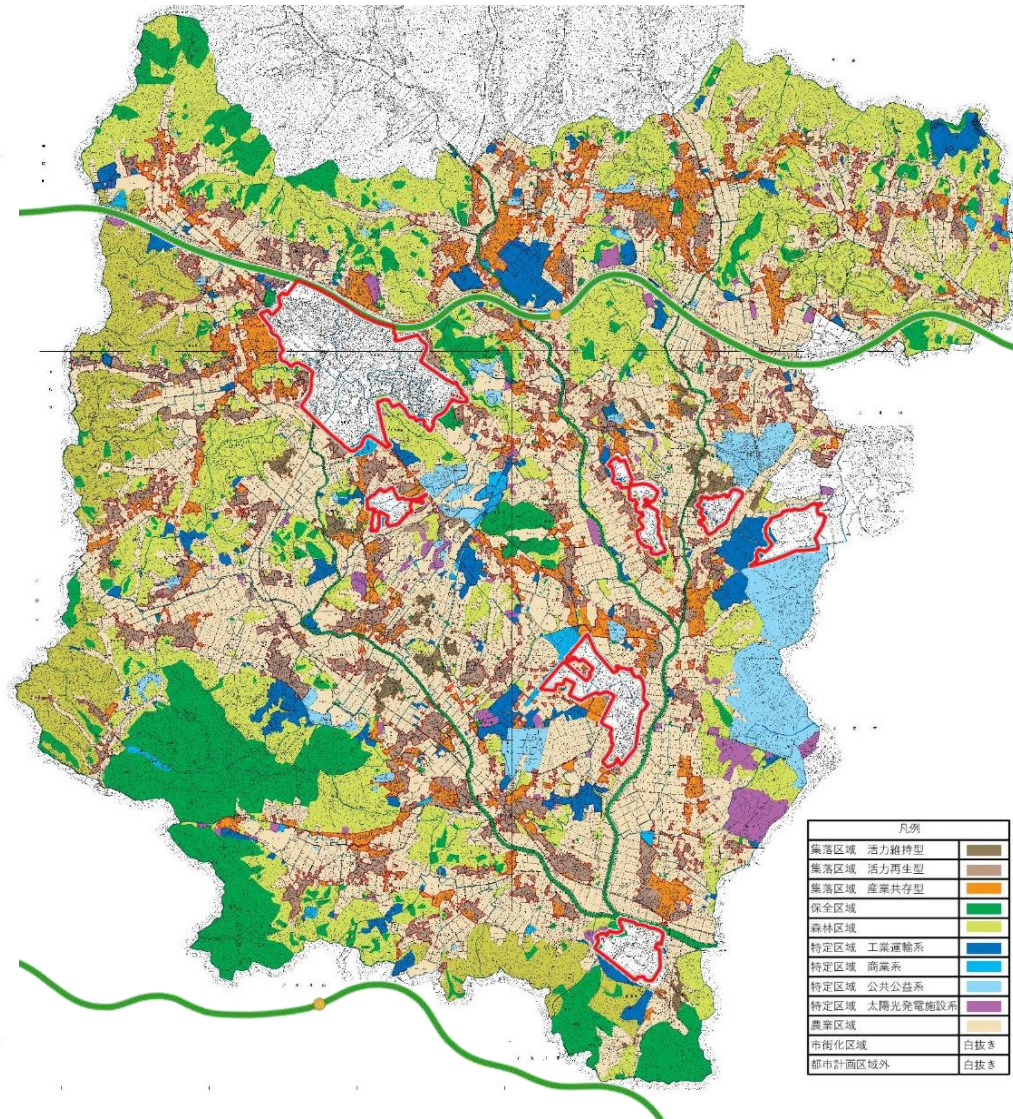 凡例
集落区域 活力維持型
集落区域 活力再生型
集落区域 産業共存型
保全区域
森林区域
特定区域 工業運輸系
特定区域 商業系
特定区域 公共公益系
特定区域 太陽光発電施設系
農業区域
市街化区域 白抜き
都市計画区域外 白抜き